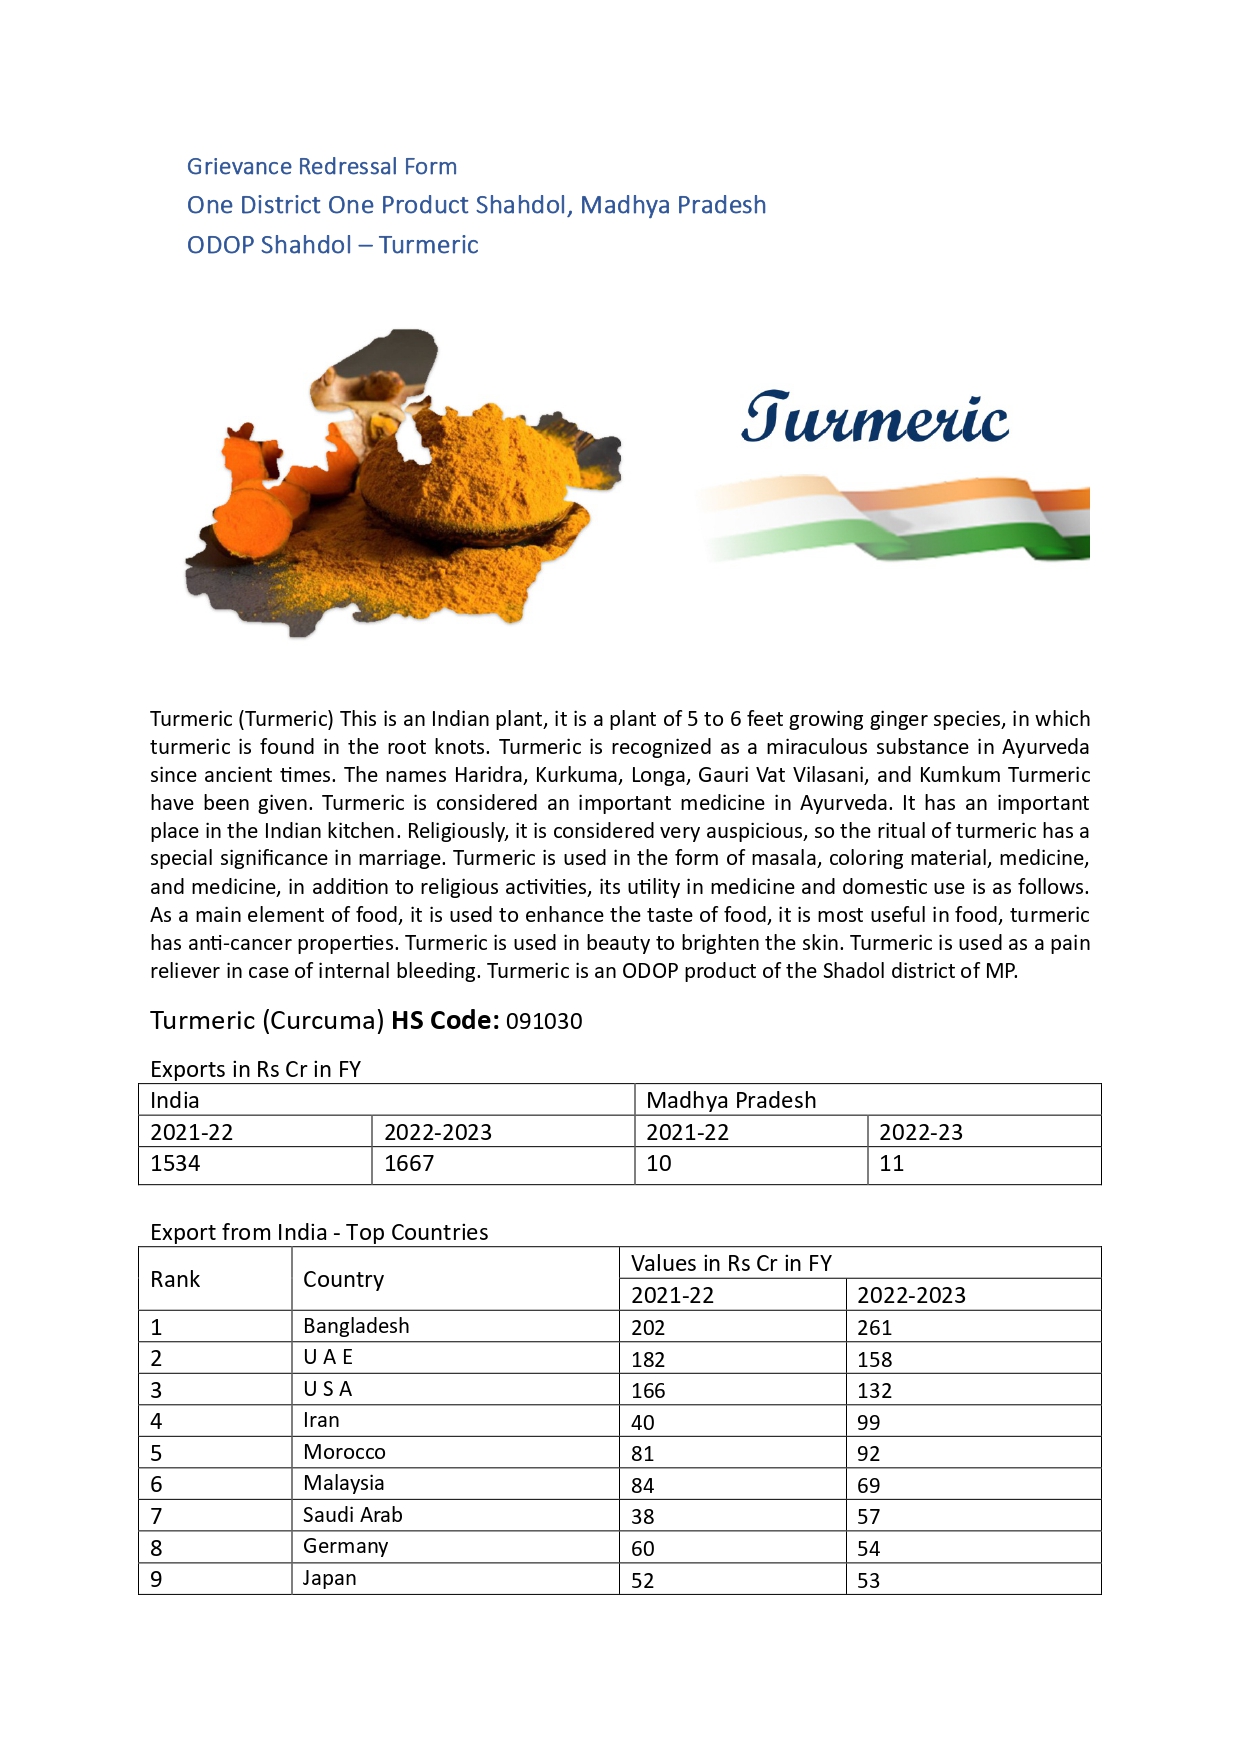 Grievance Redressal Form
One District One Product Shahdol, Madhya Pradesh
ODOP Shahdol – Turmeric
Turmeric
Turmeric (Turmeric) This is an Indian plant, it is a plant of 5 to 6 feet growing ginger species, in which
turmeric is found in the root knots. Turmeric is recognized as a miraculous substance in Ayurveda
since ancient times. The names Haridra, Kurkuma, Longa, Gauri Vat Vilasani, and Kumkum Turmeric
have been given. Turmeric is considered an important medicine in Ayurveda. It has an important
place in the Indian kitchen. Religiously, it is considered very auspicious, so the ritual of turmeric has a
special significance in marriage. Turmeric is used in the form of masala, coloring material, medicine,
and medicine, in addition to religious activities, its utility in medicine and domestic use is as follows.
As a main element of food, it is used to enhance the taste of food, it is most useful in food, turmeric
has anti-cancer properties. Turmeric is used in beauty to brighten the skin. Turmeric is used as a pain
reliever in case of internal bleeding. Turmeric is an ODOP product of the Shadol district of MP.
Turmeric (Curcuma) HS Code: 091030
Exports in Rs Cr in FY
India Madhya Pradesh
2021-22 2022-2023 2021-22 2022-23
1534 1667 10 11
Export from India - Top Countries
Rank Country Values in Rs Cr in FY
2021-22 2022-2023
1 Bangladesh 202 261
2 U A E 182 158
3 U S A 166 132
4 Iran 40 99
5 Morocco 81 92
6 Malaysia 84 69
7 Saudi Arab 38 57
8 Germany 60 54
9 Japan 52 53